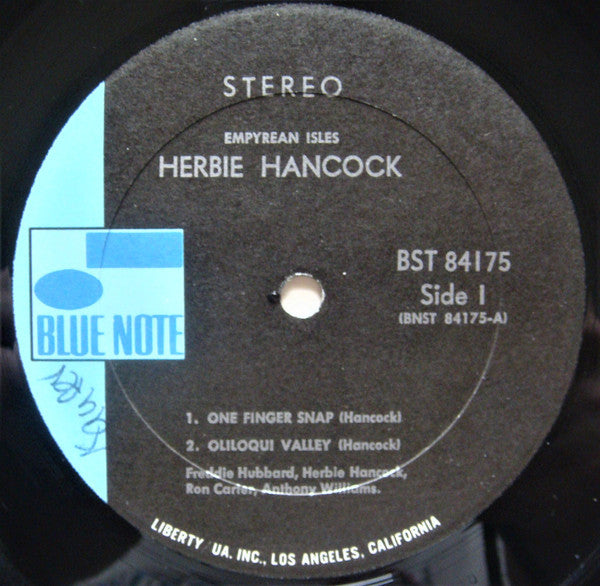 STEREO
EMPYREAN ISLES
HERBIE HANCOCK
BST 84175
Side 1
(BNST 84175-A)
BLUE NOTE
1. ONE FINGER SNAP (Hancock)
2. OLILOQUI VALLEY (Hancock)
Freddie Hubbard, Herbie Hancock,
Ron Carter, Anthony Williams.
LIBERTY/UA, INC., LOS ANGELES, CALIFORNIA